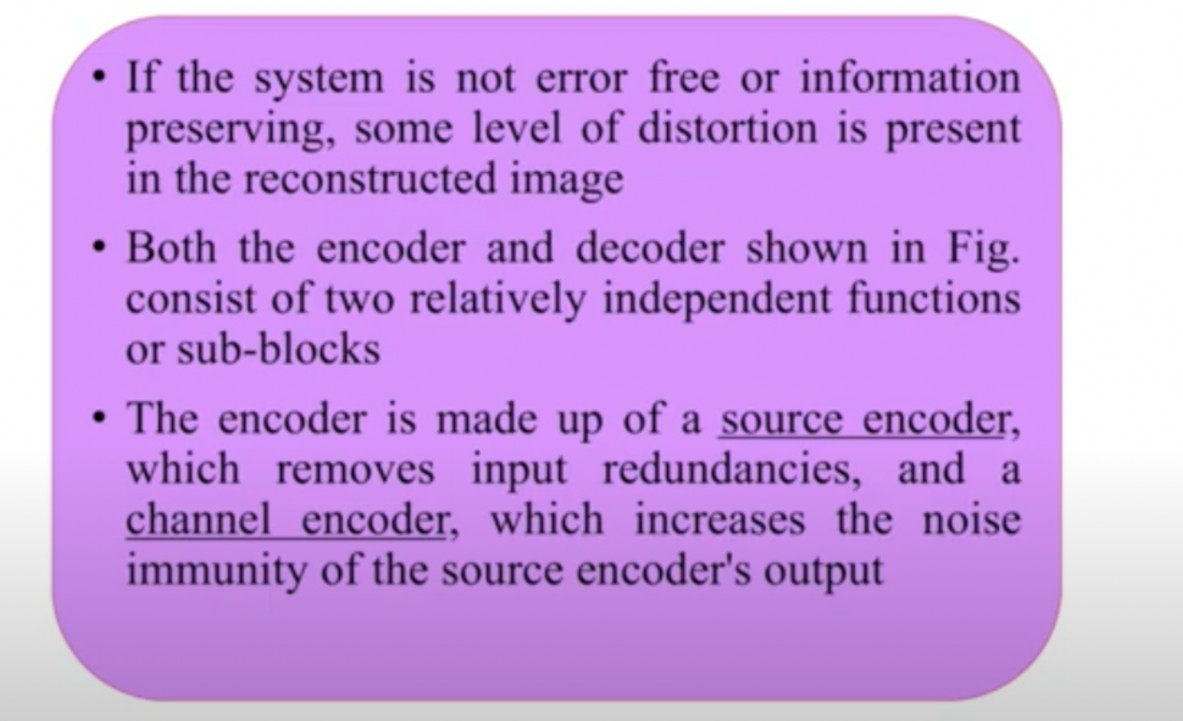 • If the system is not error free or information
preserving, some level of distortion is present
in the reconstructed image
• Both the encoder and decoder shown in Fig.
consist of two relatively independent functions
or sub-blocks
• The encoder is made up of a source encoder,
which removes input redundancies, and a
channel encoder, which increases the noise
immunity of the source encoder's output